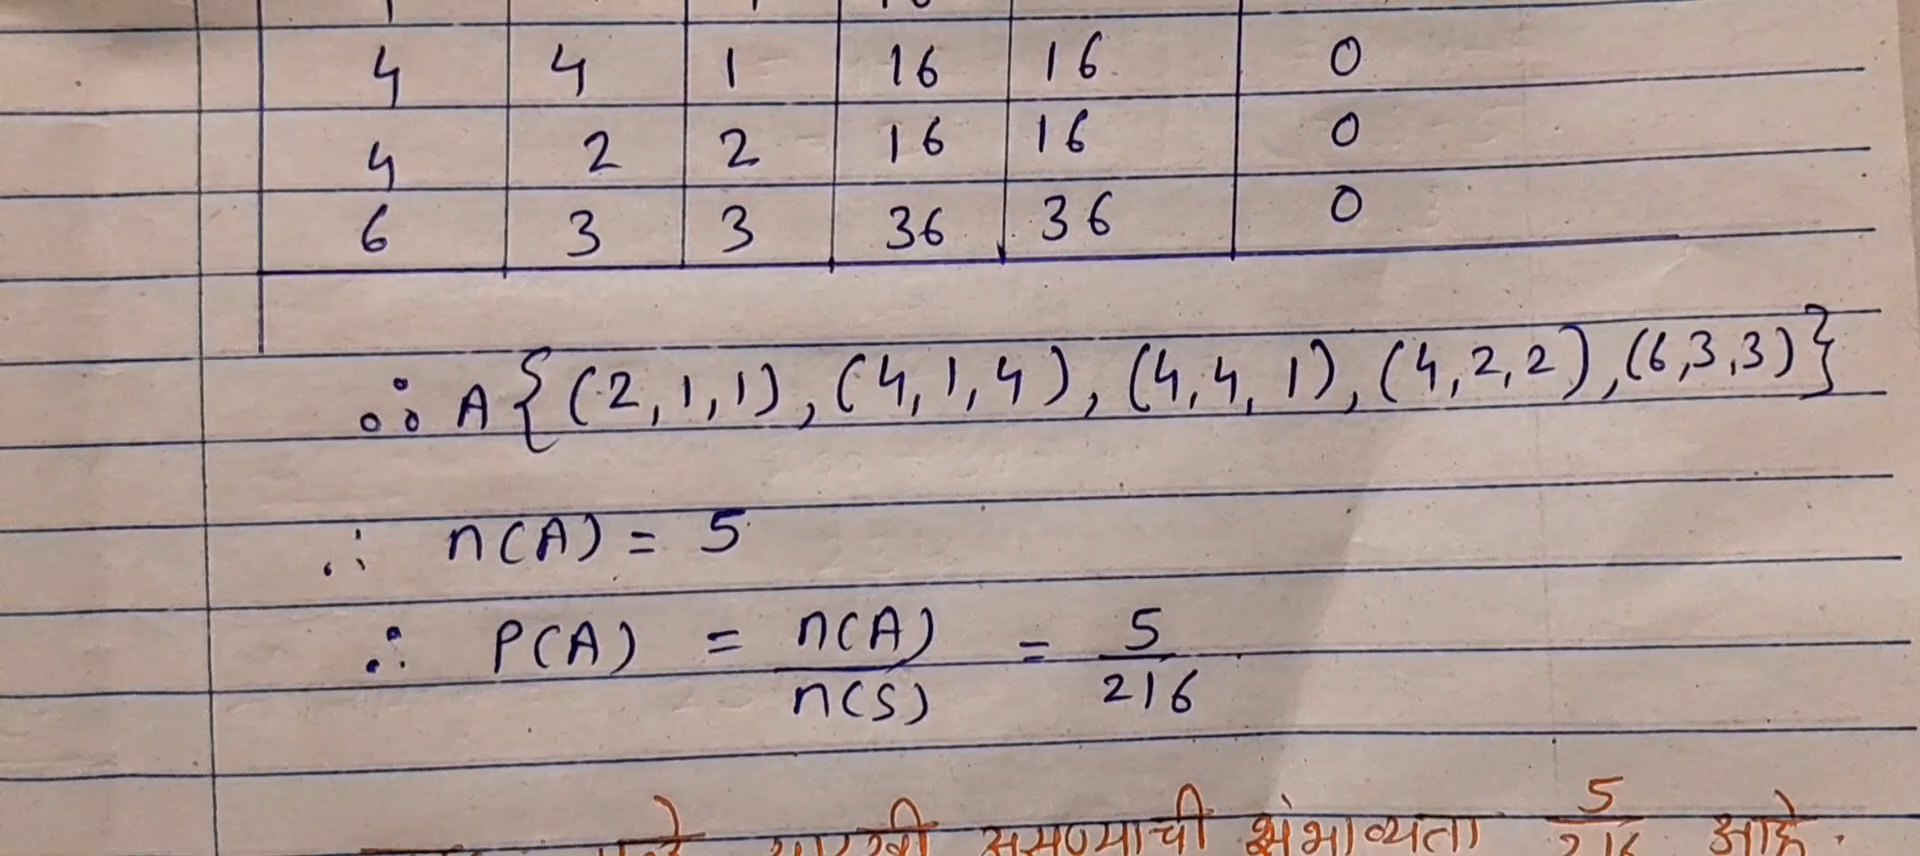 4 4 1 16 16 0
4 2 2 16 16 0
6 3 3 36 36 0
∴ A{(2,1,1), (4,1,4), (4,4,1), (4,2,2), (6,3,3)}
∴ n(A) = 5
∴ P(A) = n(A)/n(S) = 5/216
असण्याची संभाव्यता 5/216 आहे.